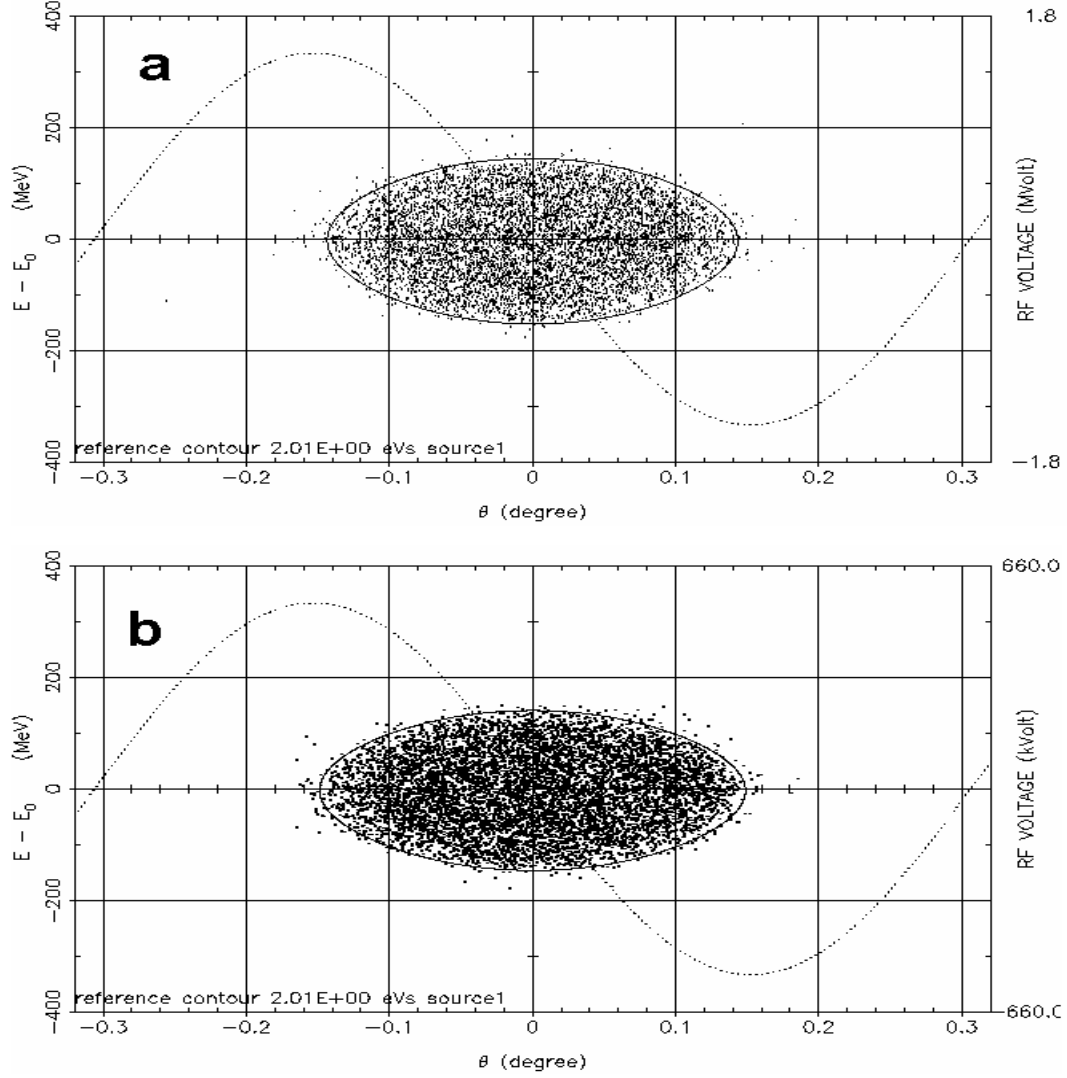 400
1.8
a
200
0
-200
-400
E - E0 (MeV)
RF VOLTAGE (MVolt)
reference contour 2.01E+00 eVs source1
-1.8
-0.3 -0.2 -0.1 0 0.1 0.2 0.3
θ (degree)
400
660.0
b
200
0
-200
-400
E - E0 (MeV)
RF VOLTAGE (kVolt)
reference contour 2.01E+00 eVs source1
-660.0
-0.3 -0.2 -0.1 0 0.1 0.2 0.3
θ (degree)